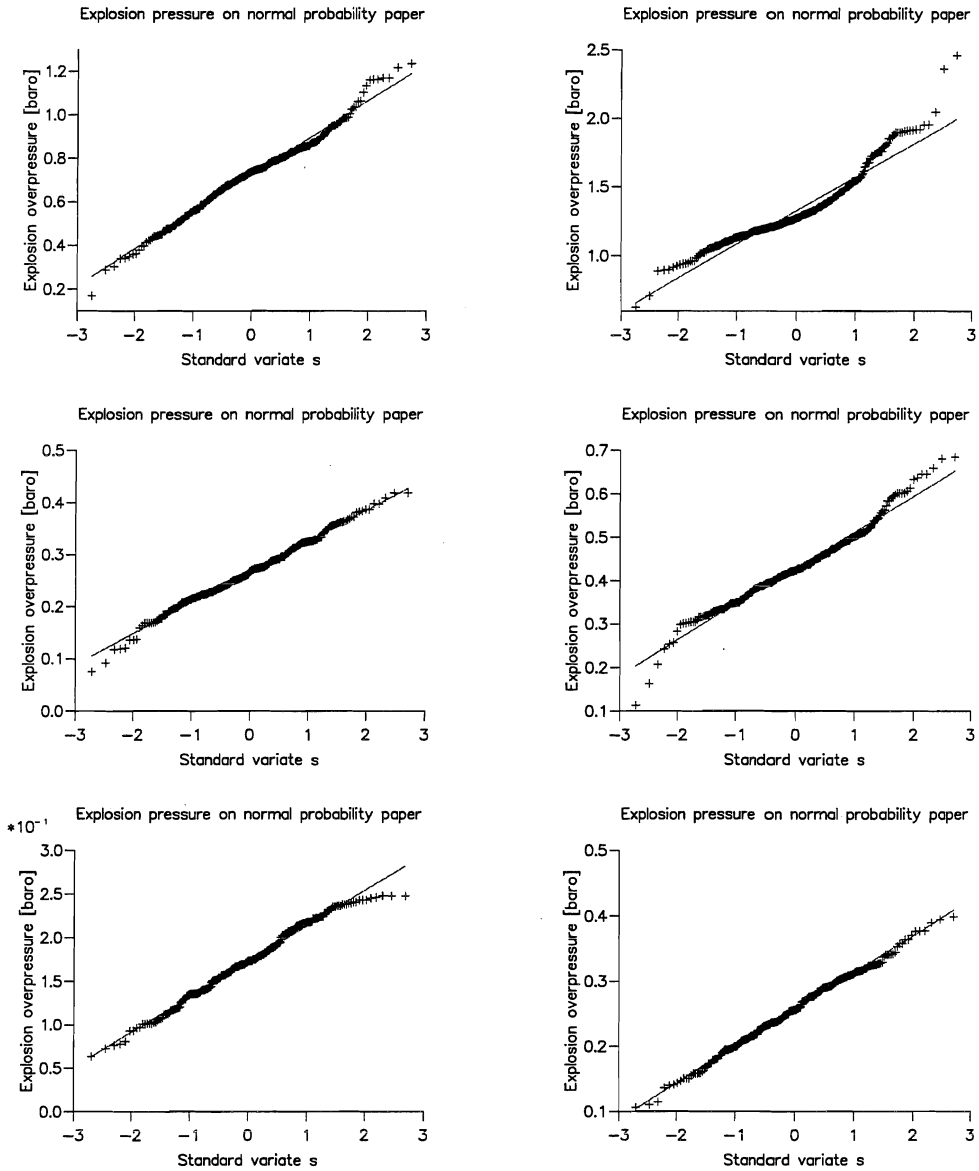 Explosion pressure on normal probability paper
Explosion overpressure [baro]
1.2
1.0
0.8
0.6
0.4
0.2
−3 −2 −1 0 1 2 3
Standard variate s
Explosion pressure on normal probability paper
Explosion overpressure [baro]
2.5
2.0
1.5
1.0
−3 −2 −1 0 1 2 3
Standard variate s
Explosion pressure on normal probability paper
Explosion overpressure [baro]
0.5
0.4
0.3
0.2
0.1
0.0
−3 −2 −1 0 1 2 3
Standard variate s
Explosion pressure on normal probability paper
Explosion overpressure [baro]
0.7
0.6
0.5
0.4
0.3
0.2
0.1
−3 −2 −1 0 1 2 3
Standard variate s
Explosion pressure on normal probability paper
*10⁻¹
Explosion overpressure [baro]
3.0
2.5
2.0
1.5
1.0
0.5
0.0
−3 −2 −1 0 1 2 3
Standard variate s
Explosion pressure on normal probability paper
Explosion overpressure [baro]
0.5
0.4
0.3
0.2
0.1
−3 −2 −1 0 1 2 3
Standard variate s